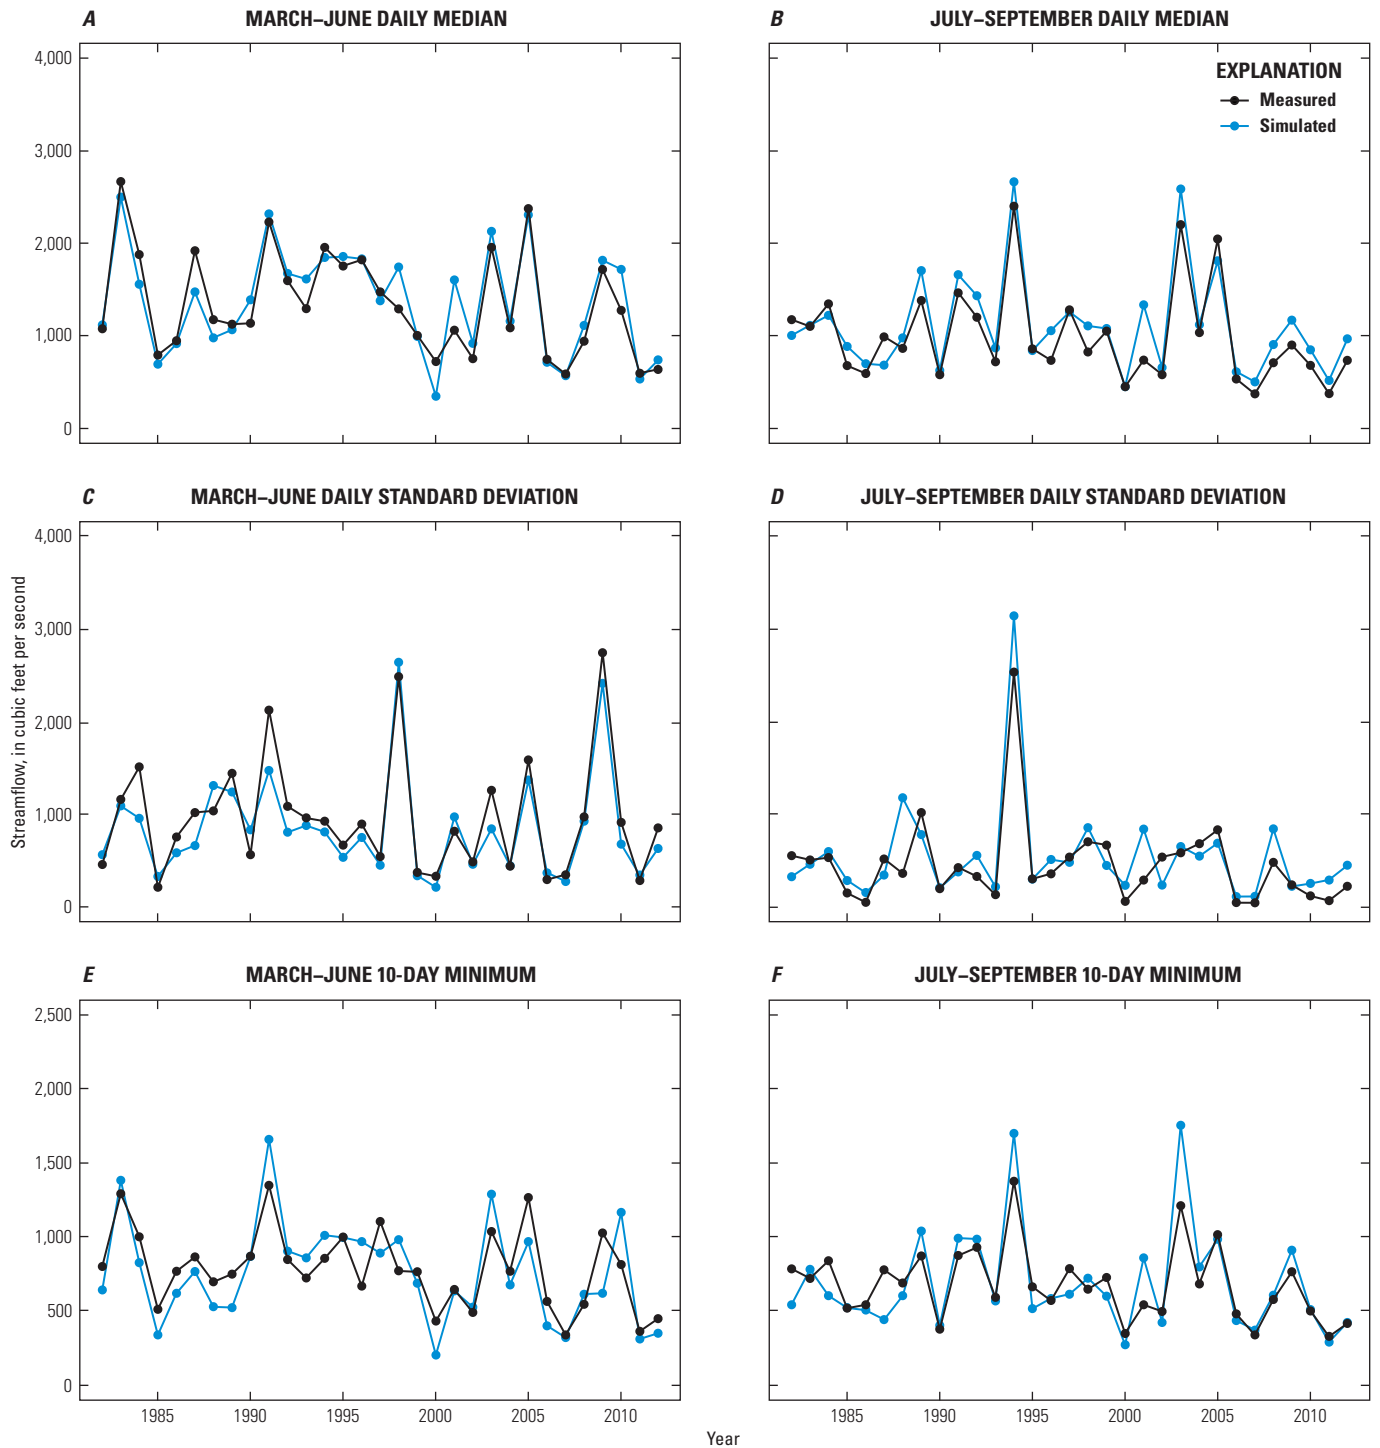 A MARCH–JUNE DAILY MEDIAN
4,000
3,000
2,000
1,000
0
B JULY–SEPTEMBER DAILY MEDIAN
EXPLANATION
Measured
Simulated
C MARCH–JUNE DAILY STANDARD DEVIATION
4,000
3,000
2,000
1,000
0
D JULY–SEPTEMBER DAILY STANDARD DEVIATION
Streamflow, in cubic feet per second
E MARCH–JUNE 10-DAY MINIMUM
2,500
2,000
1,500
1,000
500
0
1985 1990 1995 2000 2005 2010
F JULY–SEPTEMBER 10-DAY MINIMUM
1985 1990 1995 2000 2005 2010
Year